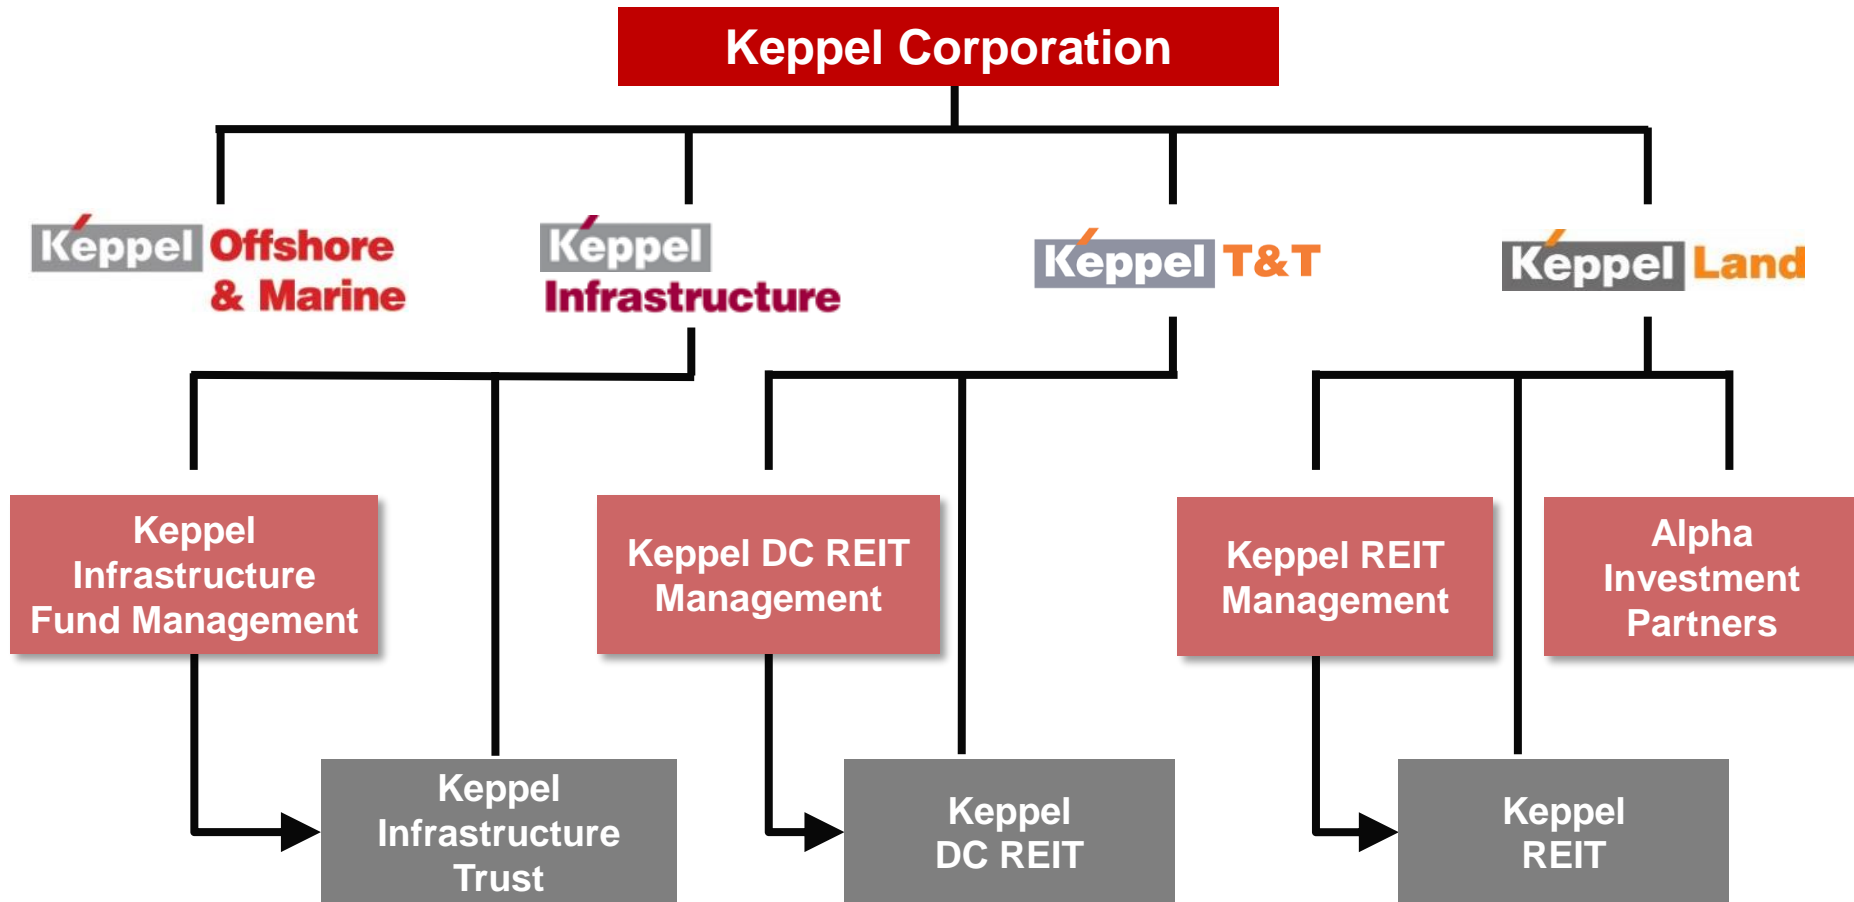 Keppel Corporation
Keppel Offshore
& Marine
Keppel
Infrastructure
Keppel T&T
Keppel Land
Keppel
Infrastructure
Fund Management
Keppel DC REIT
Management
Keppel REIT
Management
Alpha
Investment
Partners
Keppel
Infrastructure
Trust
Keppel
DC REIT
Keppel
REIT